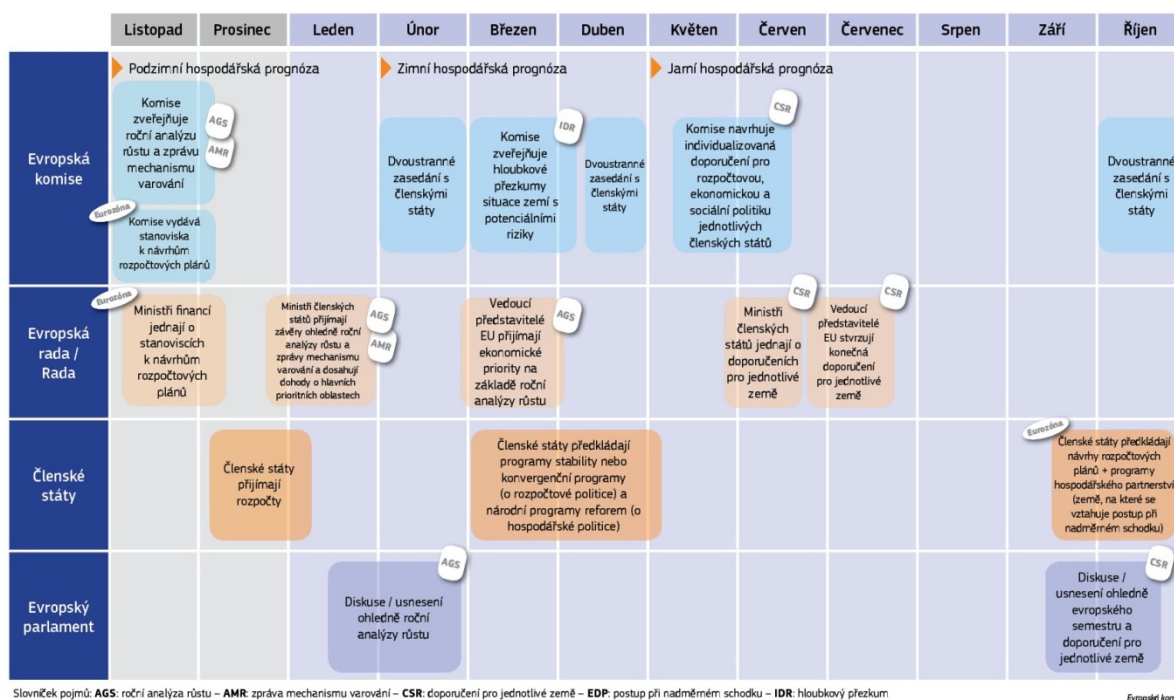 Listopad Prosinec Leden Únor Březen Duben Květen Červen Červenec Srpen Září Říjen
Evropská
komise
Podzimní hospodářská prognóza
Zimní hospodářská prognóza
Jarní hospodářská prognóza
Komise
zveřejňuje
roční analýzu
růstu a zprávu
mechanismu
varování
AGS
AMR
Eurozóna
Komise vydává
stanoviska
k návrhům
rozpočtových plánů
Dvoustranné
zasedání s
členskými
státy
Komise
zveřejňuje
hloubkové
přezkumy
situace zemí s
potenciálními
riziky
IDR
Dvoustranné
zasedání s
členskými
státy
Komise navrhuje
individualizovaná
doporučení pro
rozpočtovou,
ekonomickou a
sociální politiku
jednotlivých
členských států
CSR
Dvoustranné
zasedání s
členskými
státy
Evropská
rada /
Rada
Eurozóna
Ministři financí
jednají o
stanoviscích
k návrhům
rozpočtových
plánů
Ministři členských
států přijímají
závěry ohledně roční
analýzy růstu a
zprávy mechanismu
varování a dosahují
dohody o hlavních
prioritních oblastech
AGS
AMR
Vedoucí
představitelé
EU přijímají
ekonomické
priority na
základě roční
analýzy růstu
AGS
Ministři
členských
států jednají o
doporučeních
pro jednotlivé
země
CSR
Vedoucí
představitelé
EU stvrzují
konečná
doporučení
pro jednotlivé
země
CSR
Členské
státy
Členské státy
přijímají
rozpočty
Členské státy předkládají
programy stability nebo
konvergenční programy
(o rozpočtové politice) a
národní programy reforem (o
hospodářské politice)
Eurozóna
Členské státy předkládají
návrhy rozpočtových
plánů + programy
hospodářského partnerství
(země, na které se
vztahuje postup při
nadměrném schodku)
Evropský
parlament
Diskuse / usnesení
ohledně roční
analýzy růstu
AGS
Diskuse /
usnesení ohledně
evropského
semestru a
doporučení pro
jednotlivé země
CSR
Slovníček pojmů: AGS: roční analýza růstu – AMR: zpráva mechanismu varování – CSR: doporučení pro jednotlivé země – EDP: postup při nadměrném schodku – IDR: hloubkový přezkum
Evropská